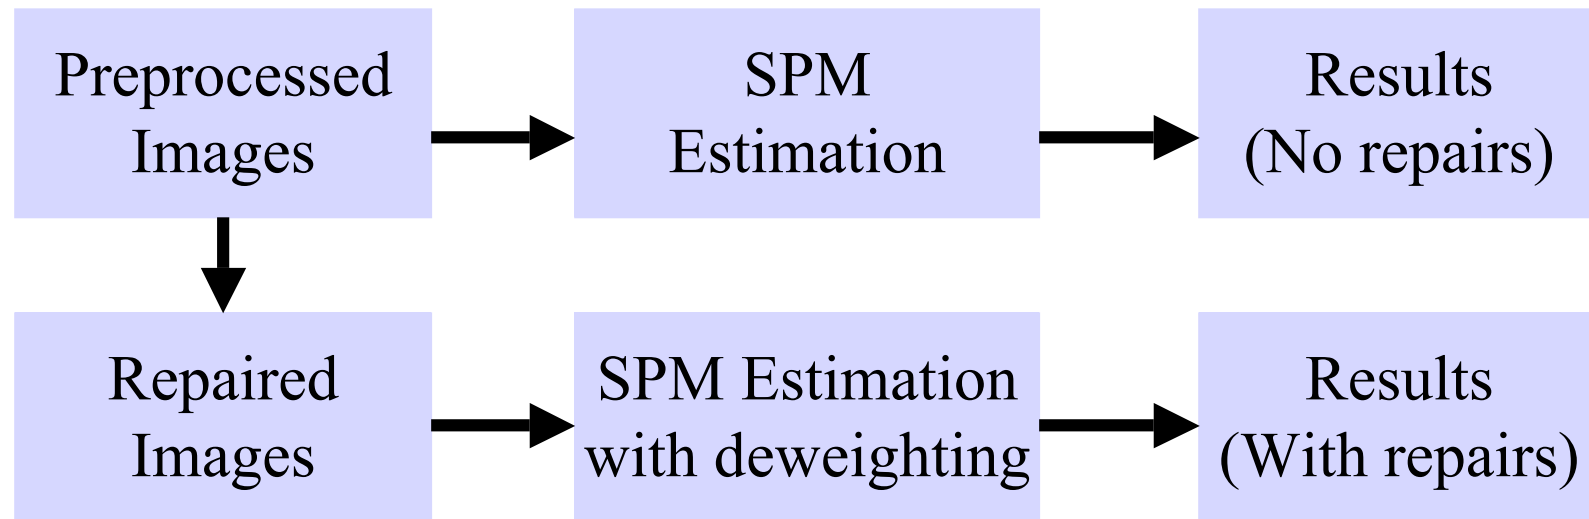 Preprocessed
Images
SPM
Estimation
Results
(No repairs)
Repaired
Images
SPM Estimation
with deweighting
Results
(With repairs)